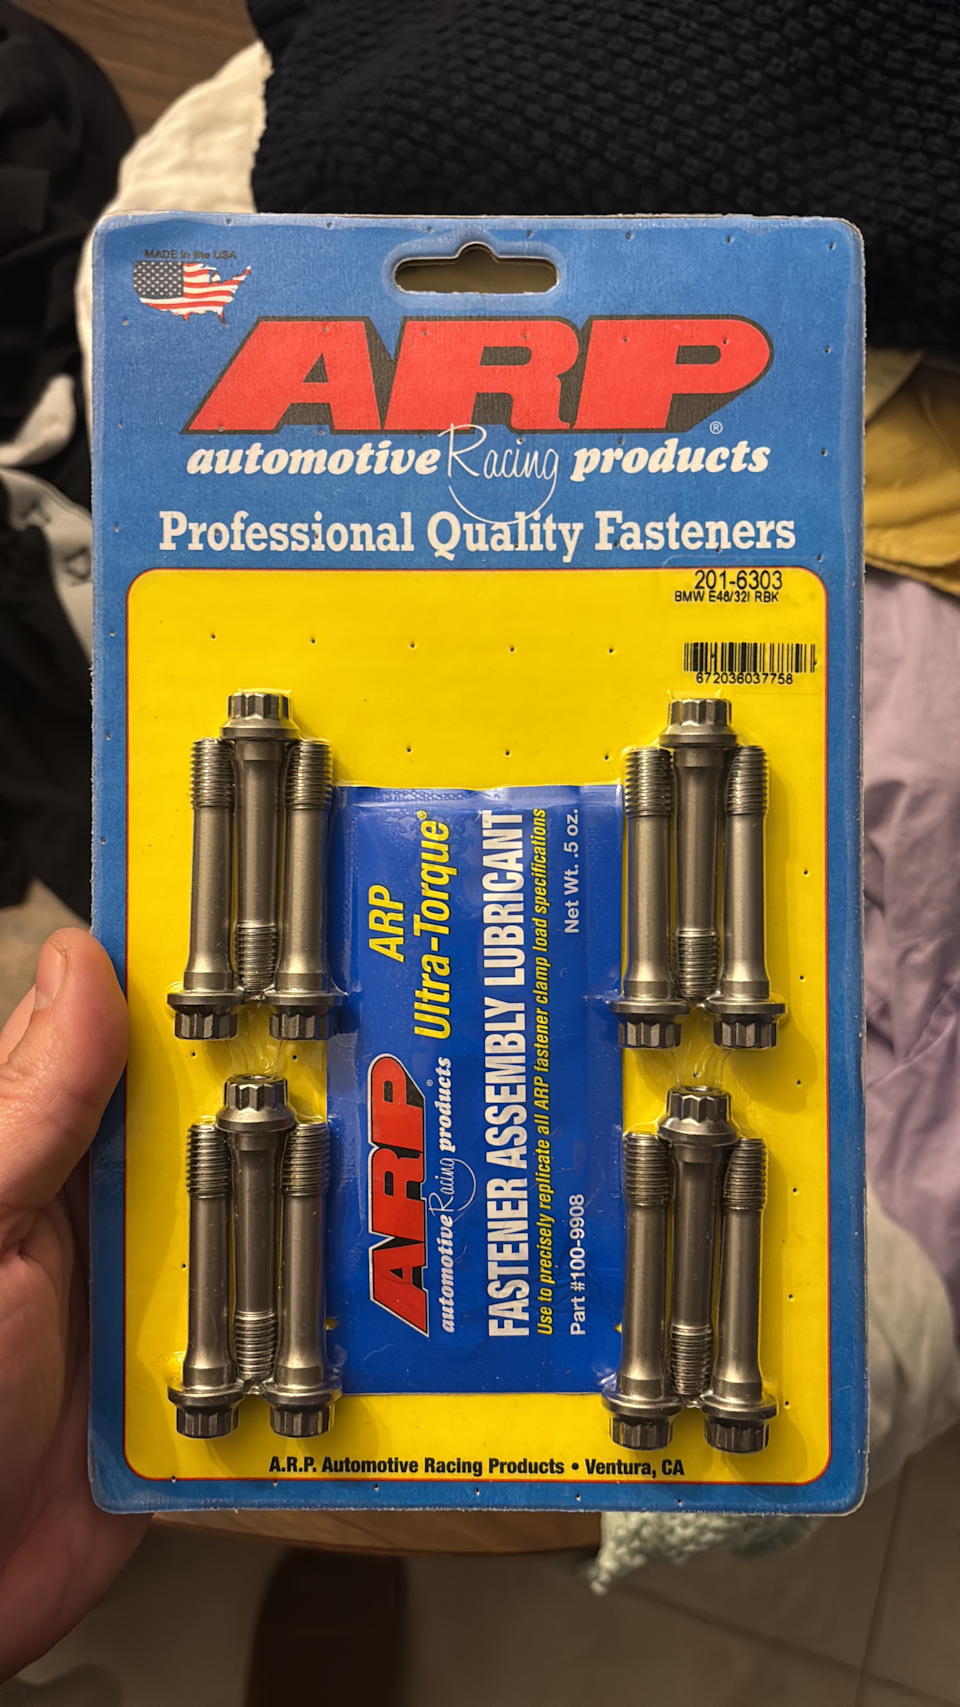 MADE in the USA
ARP®
automotive Racing products
Professional Quality Fasteners
201-6303
BMW E46/32I RBK
672036037758
ARP
Ultra-Torque®
ARP®
automotive Racing products
FASTENER ASSEMBLY LUBRICANT
Use to precisely replicate all ARP fastener clamp load specifications
Part #100-9908 Net Wt. .5 oz.
A.R.P. Automotive Racing Products • Ventura, CA